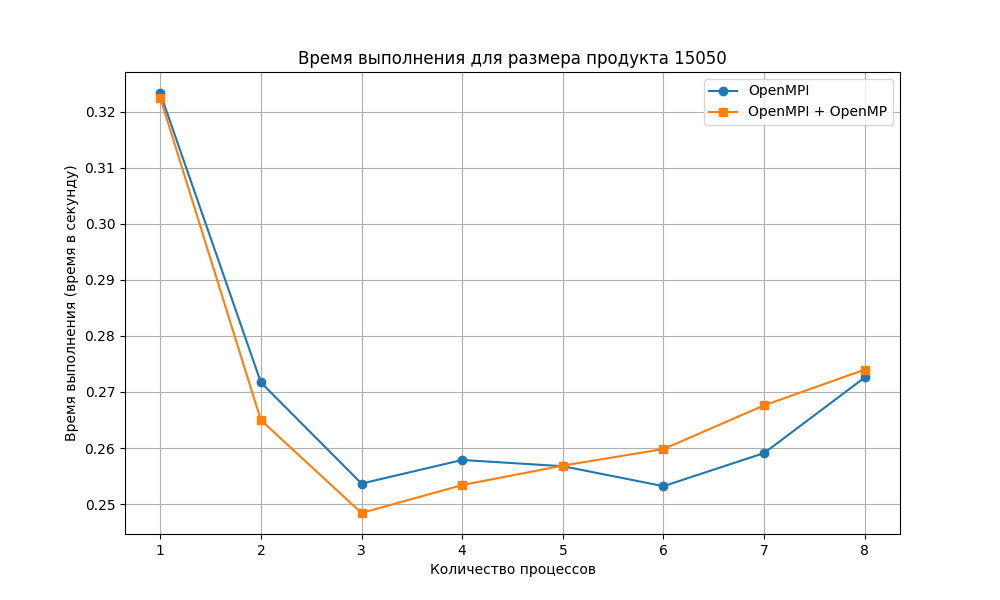 Время выполнения для размера продукта 15050
OpenMPI
OpenMPI + OpenMP
Время выполнения (время в секунду)
0.32
0.31
0.30
0.29
0.28
0.27
0.26
0.25
1 2 3 4 5 6 7 8
Количество процессов